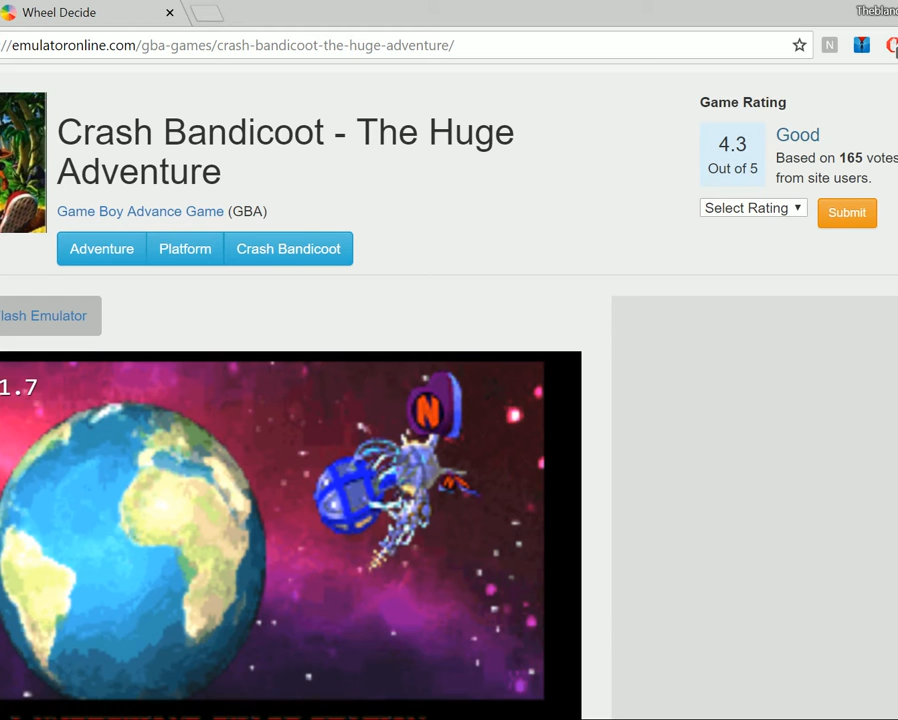 Wheel Decide
Theblan
//emulatoronline.com/gba-games/crash-bandicoot-the-huge-adventure/
N
Game Rating
Crash Bandicoot - The Huge
Adventure
4.3
Out of 5
Good
Based on 165 votes
from site users.
Select Rating
Submit
Game Boy Advance Game (GBA)
Adventure
Platform
Crash Bandicoot
lash Emulator
1.7
N
N